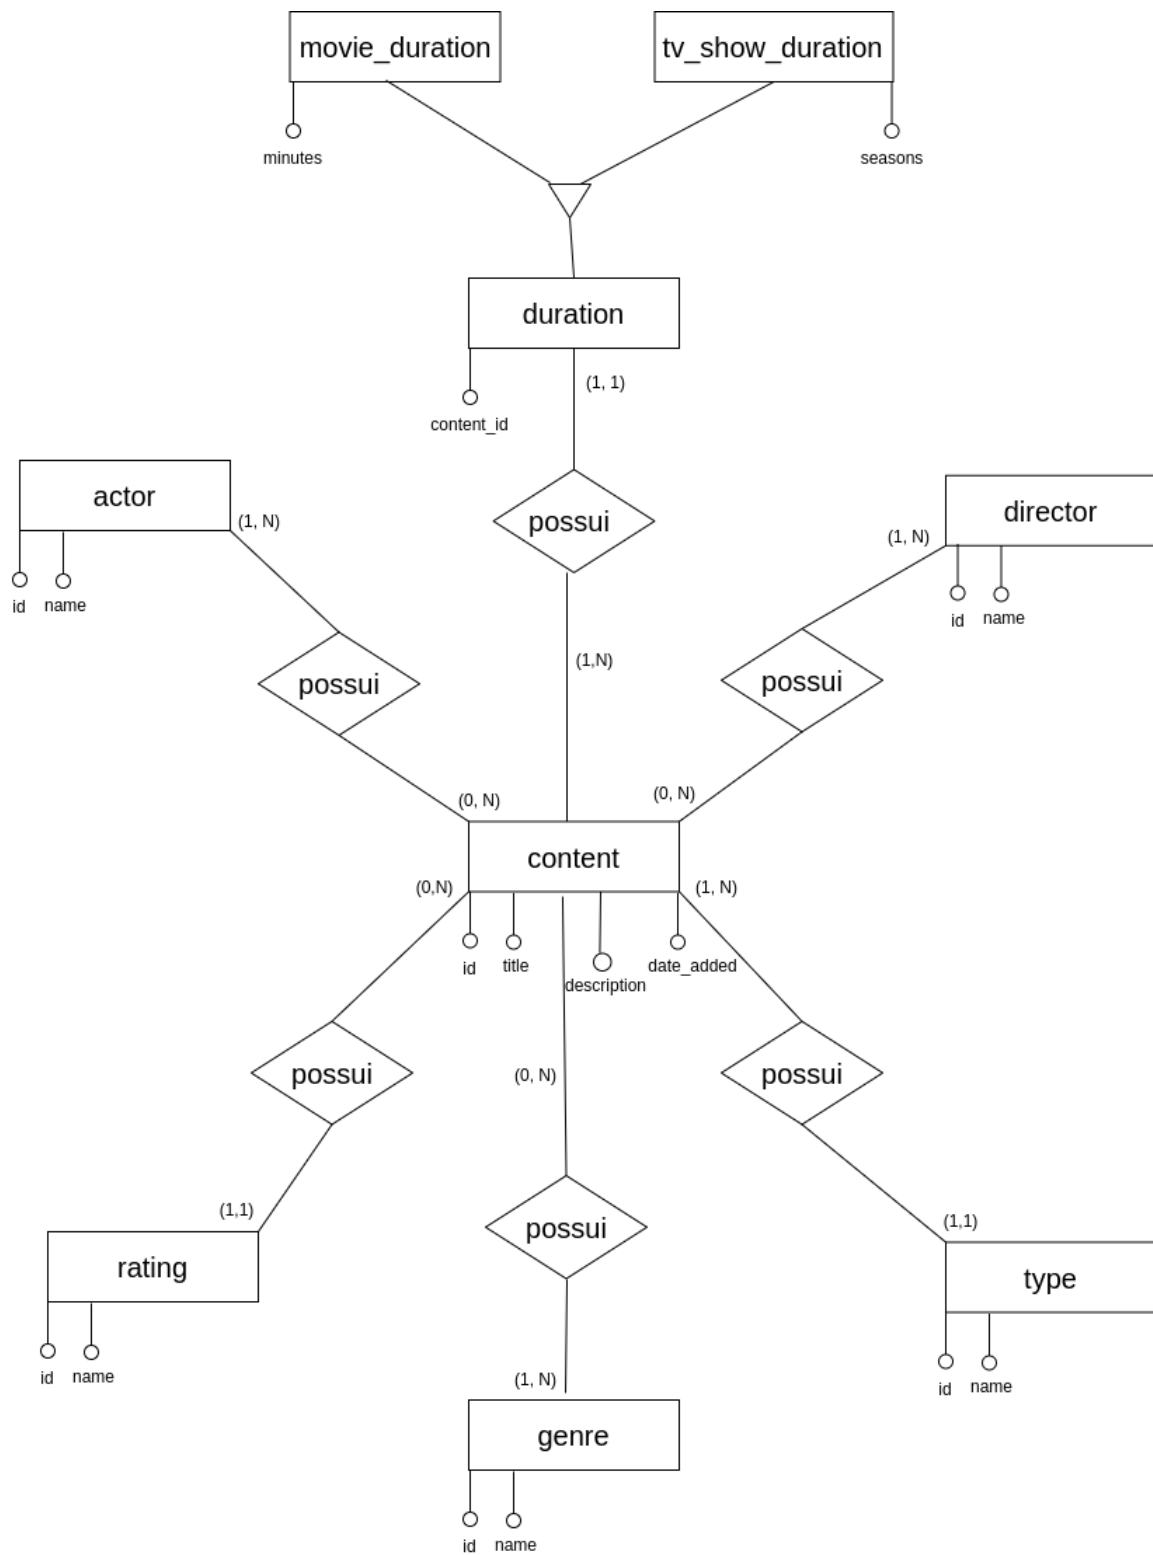 movie_duration
tv_show_duration
minutes
seasons
duration
(1, 1)
content_id
actor
(1, N)
id
name
possui
director
(1, N)
id
name
possui
(1,N)
possui
(0, N)
(0, N)
content
(0,N)
(1, N)
id
title
description
date_added
possui
(0, N)
possui
(1,1)
rating
id
name
possui
(1,1)
type
id
name
(1, N)
genre
id
name